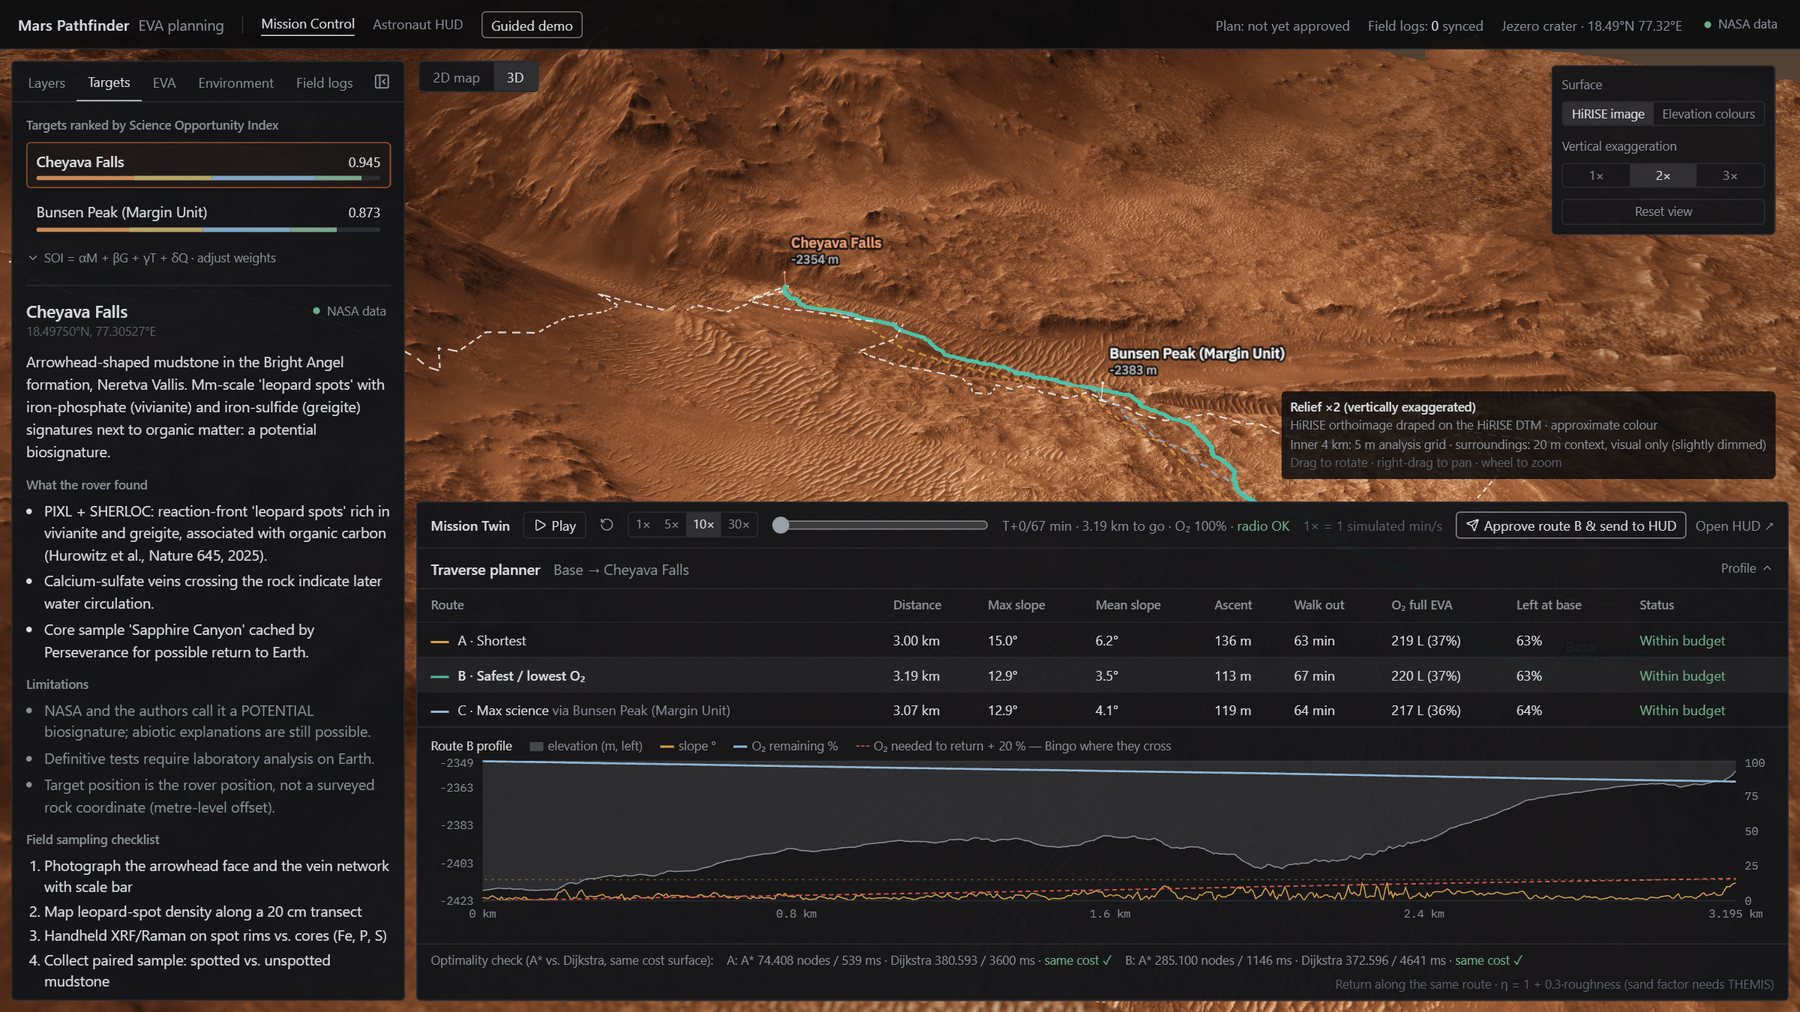 Mars Pathfinder EVA planning Mission Control Astronaut HUD Guided demo Plan: not yet approved Field logs: 0 synced Jezero crater · 18.49°N 77.32°E NASA data
Layers Targets EVA Environment Field logs
Targets ranked by Science Opportunity Index
Cheyava Falls 0.945
Bunsen Peak (Margin Unit) 0.873
SOI = αM + βG + γT + δQ · adjust weights
Cheyava Falls NASA data
18.49750°N, 77.30527°E
Arrowhead-shaped mudstone in the Bright Angel
formation, Neretva Vallis. Mm-scale 'leopard spots' with
iron-phosphate (vivianite) and iron-sulfide (greigite)
signatures next to organic matter: a potential
biosignature.
What the rover found
• PIXL + SHERLOC: reaction-front 'leopard spots' rich in
vivianite and greigite, associated with organic carbon
(Hurowitz et al., Nature 645, 2025).
• Calcium-sulfate veins crossing the rock indicate later
water circulation.
• Core sample 'Sapphire Canyon' cached by
Perseverance for possible return to Earth.
Limitations
• NASA and the authors call it a POTENTIAL
biosignature; abiotic explanations are still possible.
• Definitive tests require laboratory analysis on Earth.
• Target position is the rover position, not a surveyed
rock coordinate (metre-level offset).
Field sampling checklist
1. Photograph the arrowhead face and the vein network
with scale bar
2. Map leopard-spot density along a 20 cm transect
3. Handheld XRF/Raman on spot rims vs. cores (Fe, P, S)
4. Collect paired sample: spotted vs. unspotted
mudstone
2D map 3D
Cheyava Falls
-2354 m
Bunsen Peak (Margin Unit)
-2383 m
Surface
HiRISE image Elevation colours
Vertical exaggeration
1× 2× 3×
Reset view
Relief ×2 (vertically exaggerated)
HiRISE orthoimage draped on the HiRISE DTM · approximate colour
Inner 4 km: 5 m analysis grid · surroundings: 20 m context, visual only (slightly dimmed)
Drag to rotate · right-drag to pan · wheel to zoom
Mission Twin Play 1× 5× 10× 30× T+0/67 min · 3.19 km to go · O₂ 100% · radio OK 1× = 1 simulated min/s Approve route B & send to HUD Open HUD ↗
Traverse planner Base → Cheyava Falls Profile
Route Distance Max slope Mean slope Ascent Walk out O₂ full EVA Left at base Status
A · Shortest 3.00 km 15.0° 6.2° 136 m 63 min 219 L (37%) 63% Within budget
B · Safest / lowest O₂ 3.19 km 12.9° 3.5° 113 m 67 min 220 L (37%) 63% Within budget
C · Max science via Bunsen Peak (Margin Unit) 3.07 km 12.9° 4.1° 119 m 64 min 217 L (36%) 64% Within budget
Base
Route B profile elevation (m, left) slope ° O₂ remaining % O₂ needed to return + 20 % — Bingo where they cross
-2349 100
-2363 75
-2383 50
-2403 25
-2423 0
0 km 0.8 km 1.6 km 2.4 km 3.195 km
Optimality check (A* vs. Dijkstra, same cost surface): A: A* 74.408 nodes / 539 ms · Dijkstra 380.593 / 3600 ms · same cost ✓ B: A* 285.100 nodes / 1146 ms · Dijkstra 372.596 / 4641 ms · same cost ✓
Return along the same route · η = 1 + 0.3·roughness (sand factor needs THEMIS)